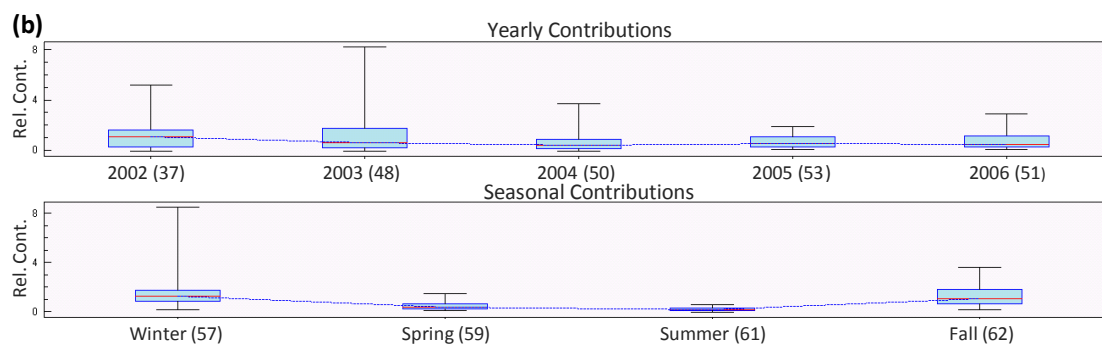 (b)
Yearly Contributions
8
4
0
Rel. Cont.
2002 (37) 2003 (48) 2004 (50) 2005 (53) 2006 (51)
Seasonal Contributions
8
4
0
Rel. Cont.
Winter (57) Spring (59) Summer (61) Fall (62)